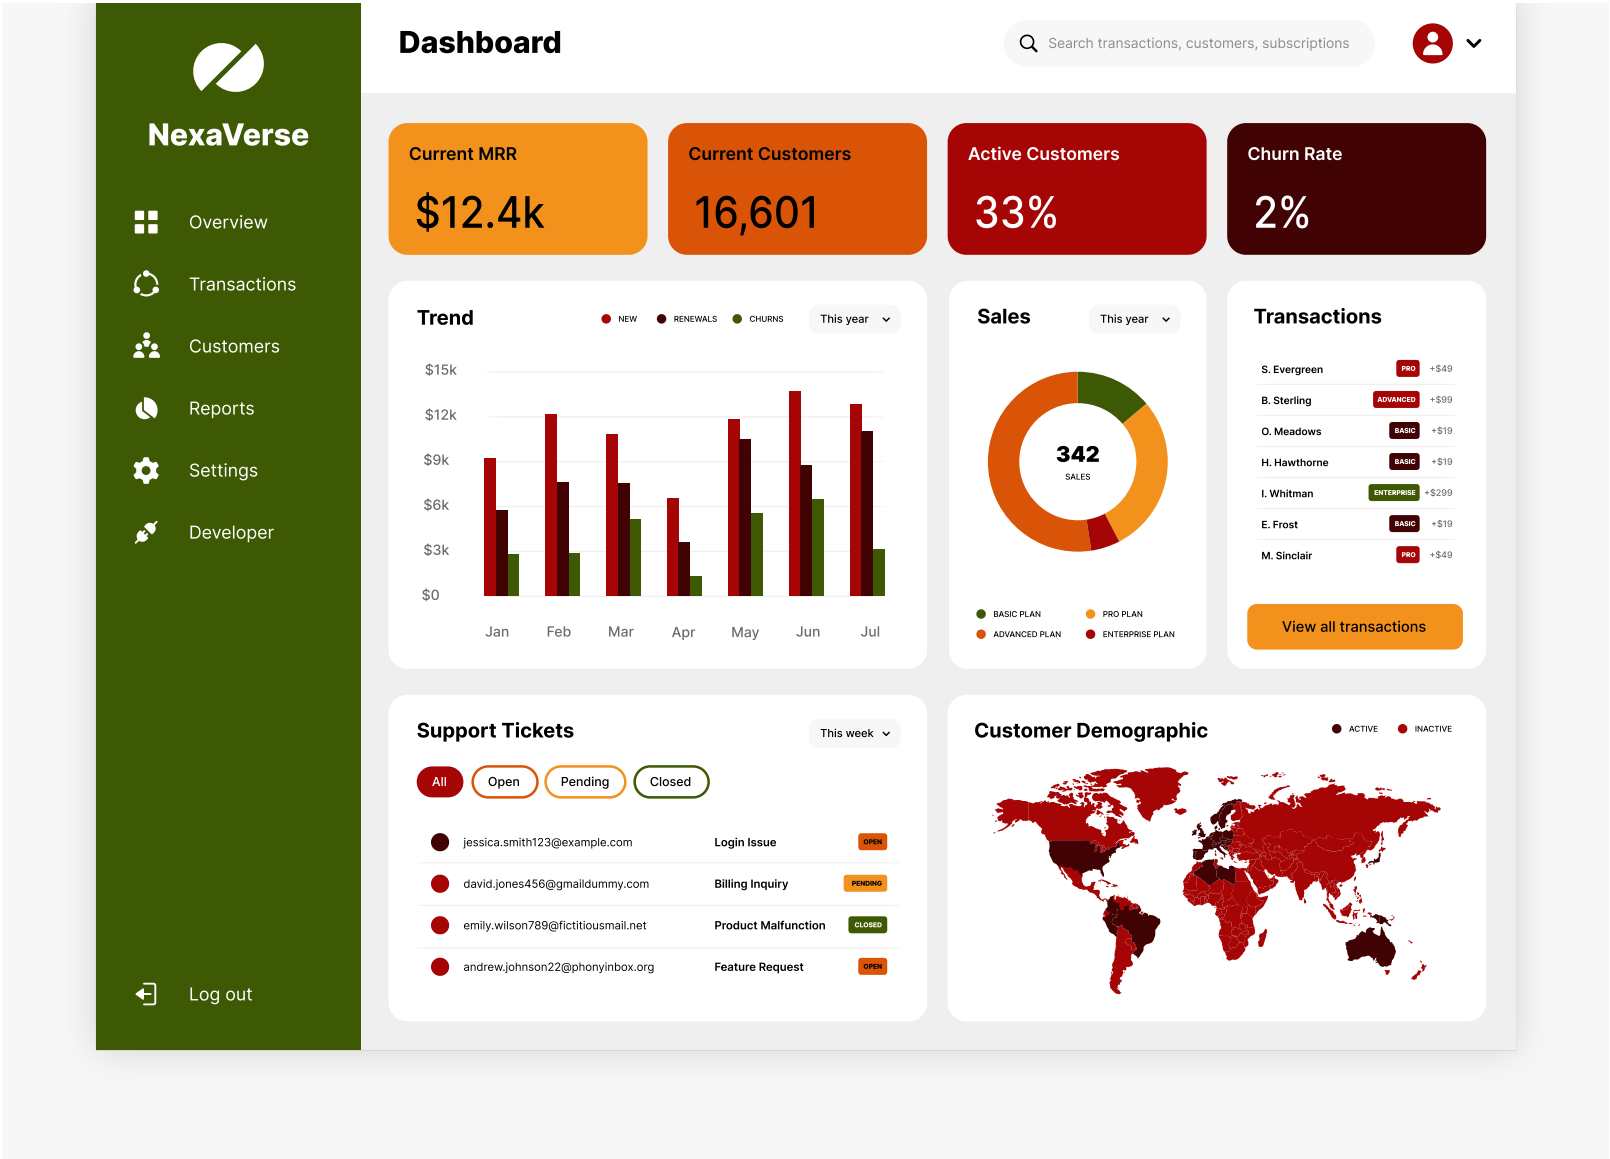 NexaVerse
Overview
Transactions
Customers
Reports
Settings
Developer
Log out
Dashboard
Search transactions, customers, subscriptions
Current MRR
$12.4k
Current Customers
16,601
Active Customers
33%
Churn Rate
2%
Trend
NEW RENEWALS CHURNS
This year
$15k
$12k
$9k
$6k
$3k
$0
Jan Feb Mar Apr May Jun Jul
Sales
This year
342
SALES
BASIC PLAN PRO PLAN
ADVANCED PLAN ENTERPRISE PLAN
Transactions
S. Evergreen PRO +$49
B. Sterling ADVANCED +$99
O. Meadows BASIC +$19
H. Hawthorne BASIC +$19
I. Whitman ENTERPRISE +$299
E. Frost BASIC +$19
M. Sinclair PRO +$49
View all transactions
Support Tickets
This week
All Open Pending Closed
jessica.smith123@example.com Login Issue OPEN
david.jones456@gmaildummy.com Billing Inquiry PENDING
emily.wilson789@fictitiousmail.net Product Malfunction CLOSED
andrew.johnson22@phonyinbox.org Feature Request OPEN
Customer Demographic
ACTIVE INACTIVE